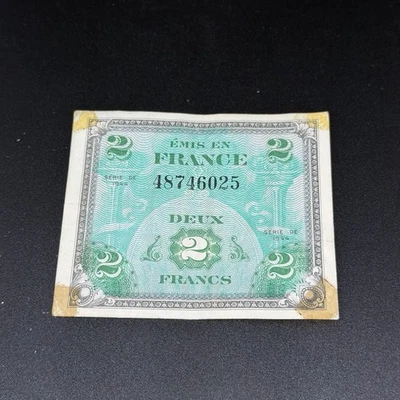 2 ÉMIS EN 2
FRANCE
SÉRIE DE
1944
48746025
DEUX
SÉRIE DE
1944
2 2 2
FRANCS